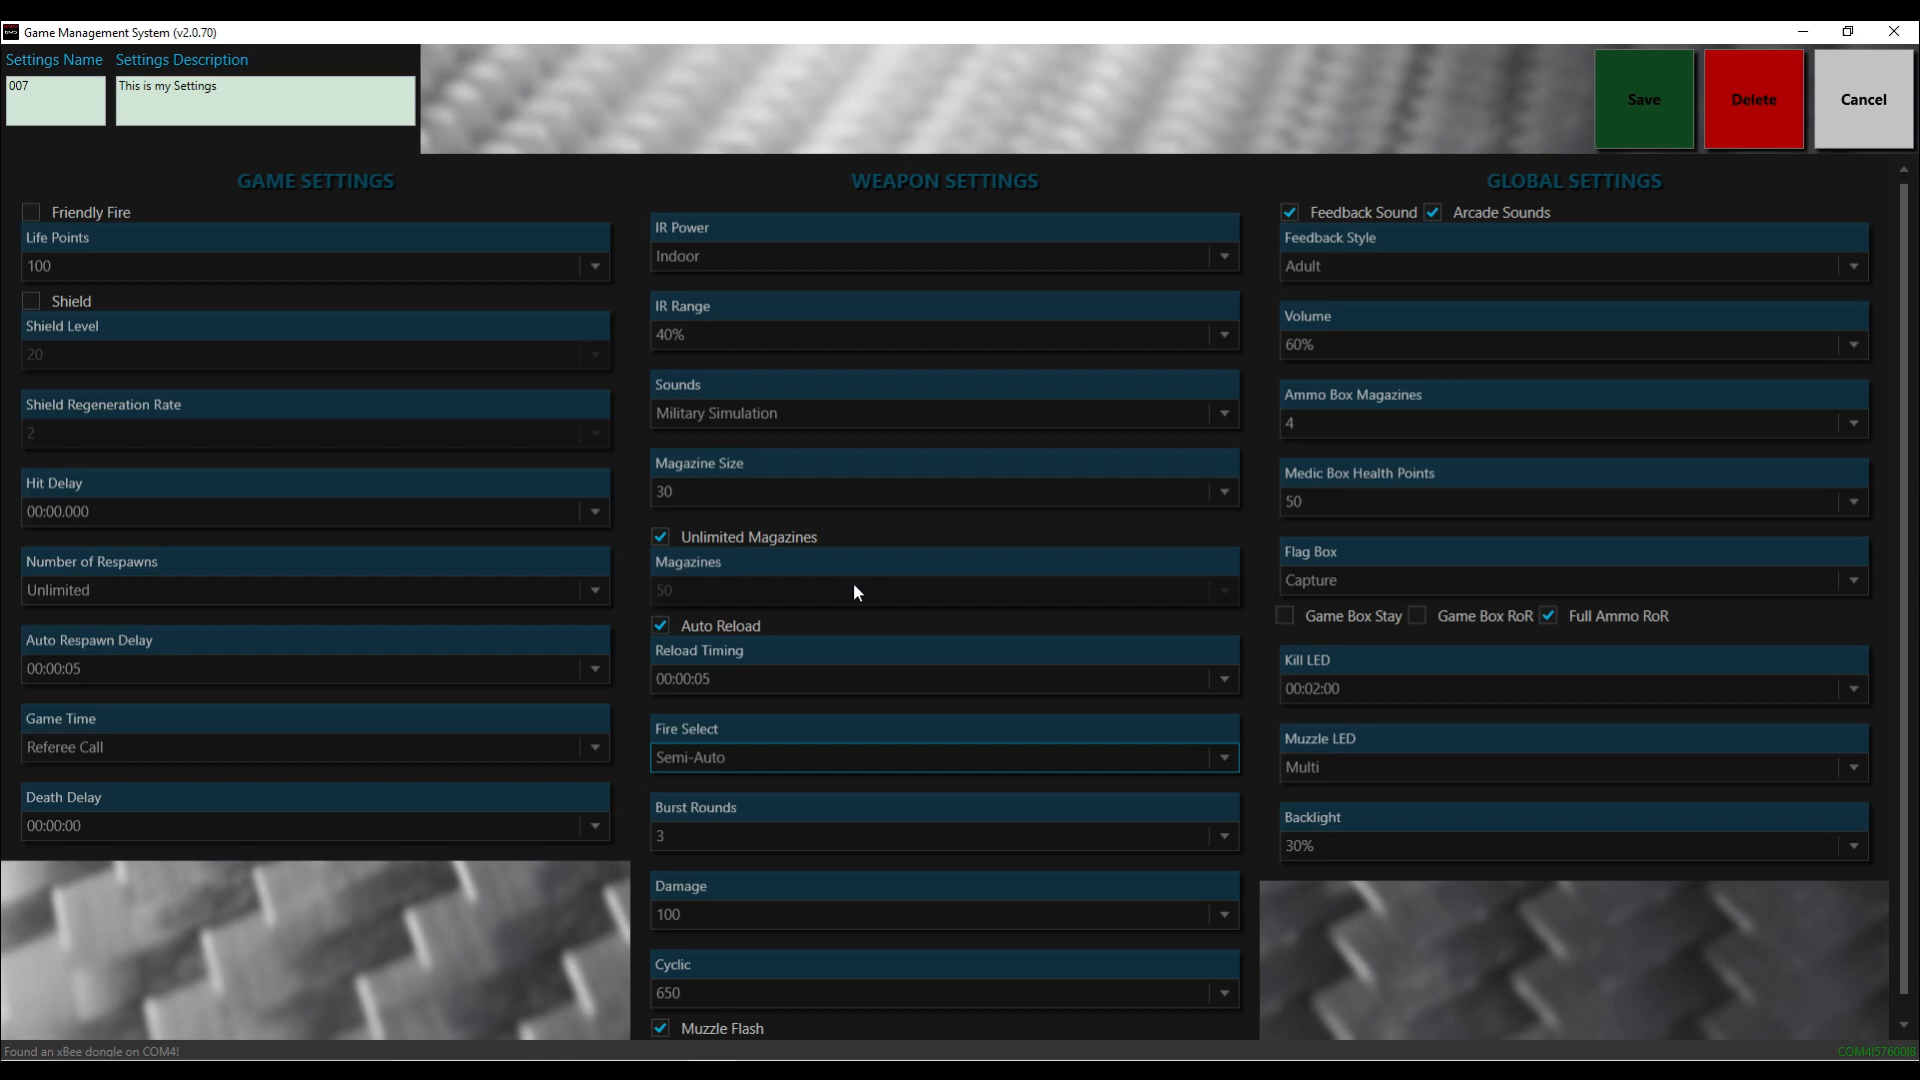 Game Management System (v2.0.70)
Settings Name Settings Description
007 This is my Settings
Save Delete Cancel
GAME SETTINGS
Friendly Fire
Life Points
100
Shield
Shield Level
20
Shield Regeneration Rate
2
Hit Delay
00:00.000
Number of Respawns
Unlimited
Auto Respawn Delay
00:00:05
Game Time
Referee Call
Death Delay
00:00:00
WEAPON SETTINGS
IR Power
Indoor
IR Range
40%
Sounds
Military Simulation
Magazine Size
30
Unlimited Magazines
Magazines
50
Auto Reload
Reload Timing
00:00:05
Fire Select
Semi-Auto
Burst Rounds
3
Damage
100
Cyclic
650
Muzzle Flash
GLOBAL SETTINGS
Feedback Sound Arcade Sounds
Feedback Style
Adult
Volume
60%
Ammo Box Magazines
4
Medic Box Health Points
50
Flag Box
Capture
Game Box Stay Game Box RoR Full Ammo RoR
Kill LED
00:02:00
Muzzle LED
Multi
Backlight
30%
Found an xBee dongle on COM4!
COM4|57600|8